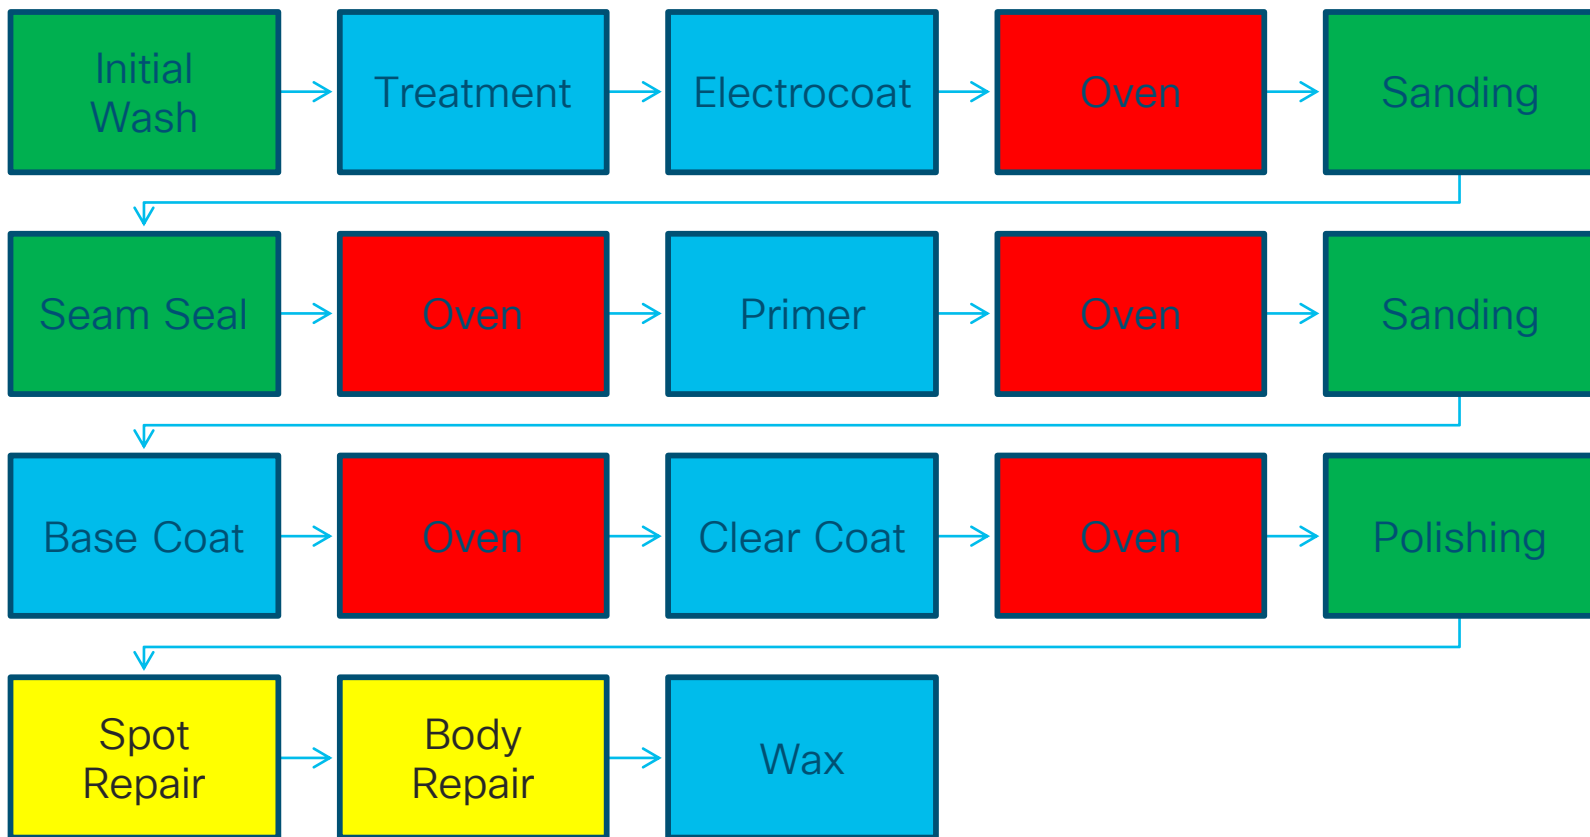 Initial
Wash
Treatment
Electrocoat
Oven
Sanding
Seam Seal
Oven
Primer
Oven
Sanding
Base Coat
Oven
Clear Coat
Oven
Polishing
Spot
Repair
Body
Repair
Wax